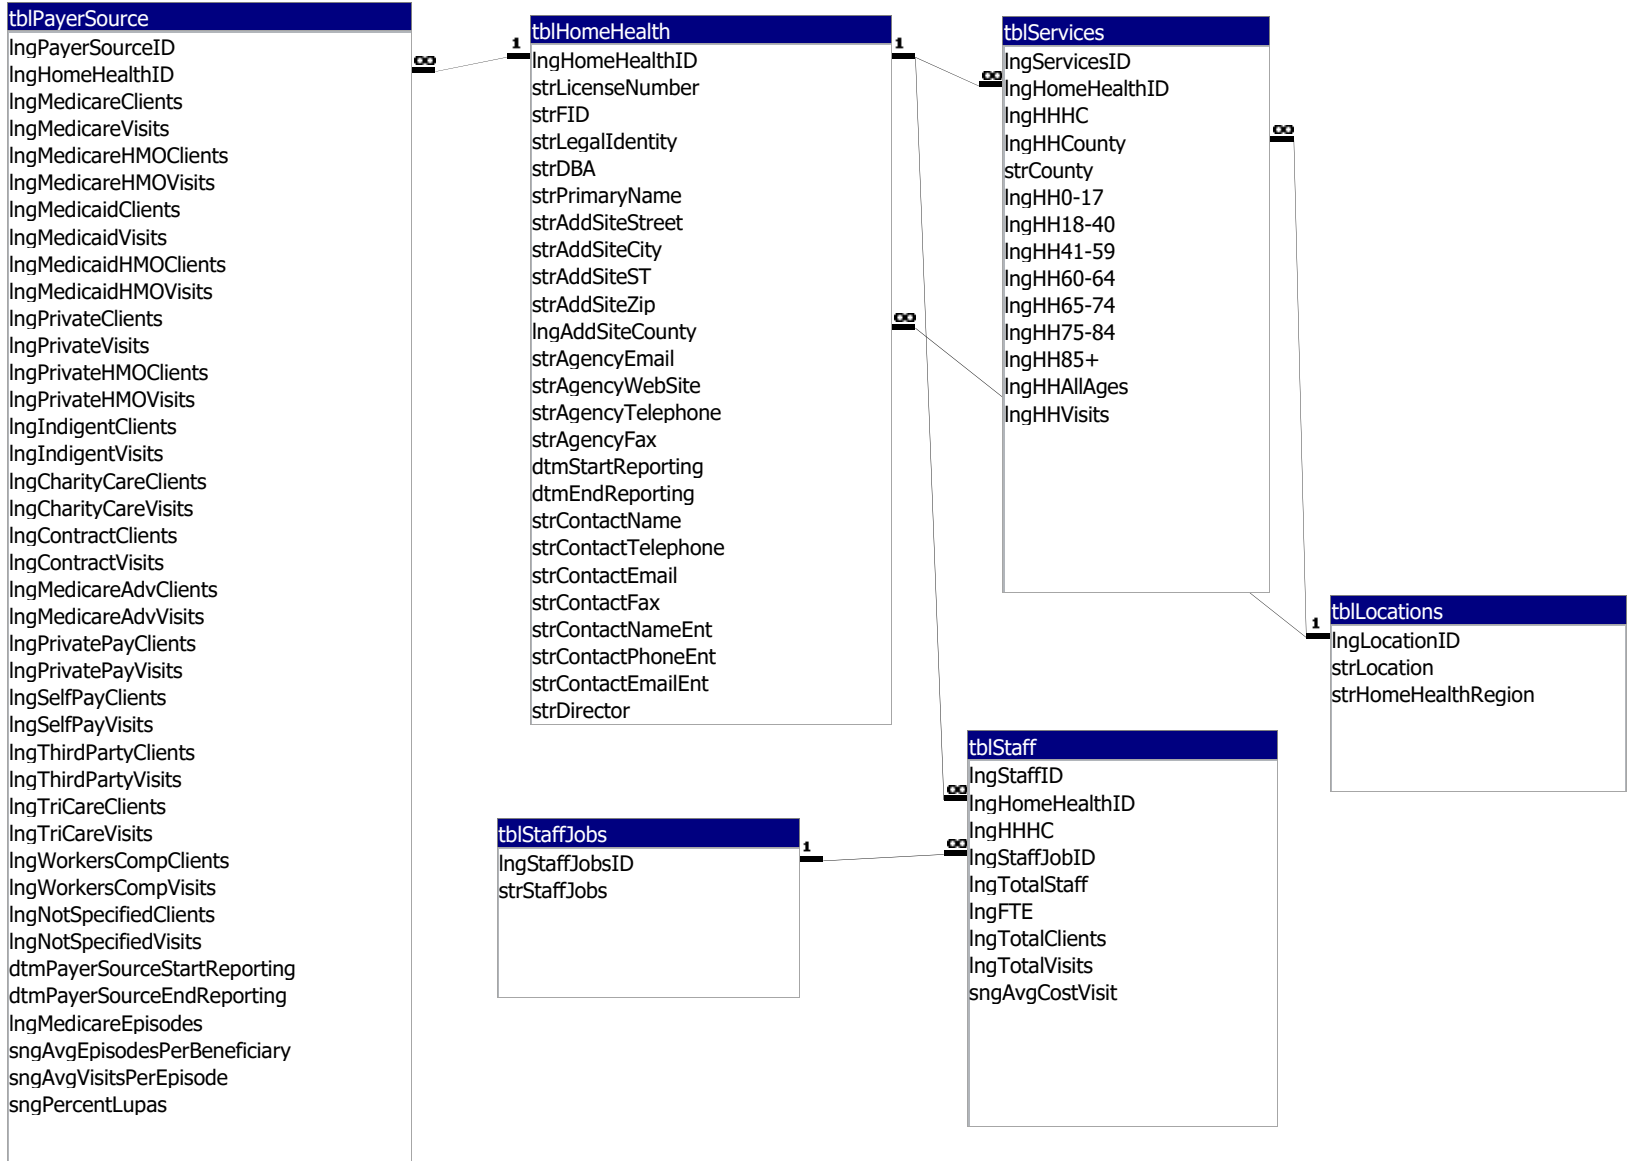 tblPayerSource
lngPayerSourceID
lngHomeHealthID
lngMedicareClients
lngMedicareVisits
lngMedicareHMOClients
lngMedicareHMOVisits
lngMedicaidClients
lngMedicaidVisits
lngMedicaidHMOClients
lngMedicaidHMOVisits
lngPrivateClients
lngPrivateVisits
lngPrivateHMOClients
lngPrivateHMOVisits
lngIndigentClients
lngIndigentVisits
lngCharityCareClients
lngCharityCareVisits
lngContractClients
lngContractVisits
lngMedicareAdvClients
lngMedicareAdvVisits
lngPrivatePayClients
lngPrivatePayVisits
lngSelfPayClients
lngSelfPayVisits
lngThirdPartyClients
lngThirdPartyVisits
lngTriCareClients
lngTriCareVisits
lngWorkersCompClients
lngWorkersCompVisits
lngNotSpecifiedClients
lngNotSpecifiedVisits
dtmPayerSourceStartReporting
dtmPayerSourceEndReporting
lngMedicareEpisodes
sngAvgEpisodesPerBeneficiary
sngAvgVisitsPerEpisode
sngPercentLupas
∞
1
tblHomeHealth
lngHomeHealthID
strLicenseNumber
strFID
strLegalIdentity
strDBA
strPrimaryName
strAddSiteStreet
strAddSiteCity
strAddSiteST
strAddSiteZip
lngAddSiteCounty
strAgencyEmail
strAgencyWebSite
strAgencyTelephone
strAgencyFax
dtmStartReporting
dtmEndReporting
strContactName
strContactTelephone
strContactEmail
strContactFax
strContactNameEnt
strContactPhoneEnt
strContactEmailEnt
strDirector
1
∞
∞
tblServices
lngServicesID
lngHomeHealthID
lngHHHC
lngHHCounty
strCounty
lngHH0-17
lngHH18-40
lngHH41-59
lngHH60-64
lngHH65-74
lngHH75-84
lngHH85+
lngHHAllAges
lngHHVisits
∞
1
tblLocations
lngLocationID
strLocation
strHomeHealthRegion
tblStaffJobs
lngStaffJobsID
strStaffJobs
1
∞
∞
tblStaff
lngStaffID
lngHomeHealthID
lngHHHC
lngStaffJobID
lngTotalStaff
lngFTE
lngTotalClients
lngTotalVisits
sngAvgCostVisit